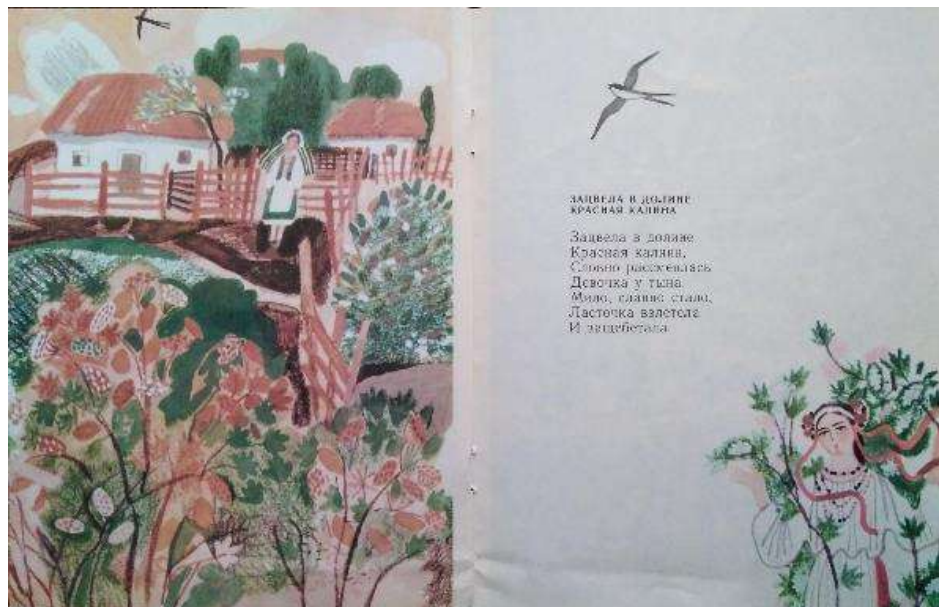 ЗАЦВЕЛА В ДОЛИНЕ
КРАСНАЯ КАЛИНА
Зацвела в долине
Красная калина,
Словно рассмеялась
Девочка у тына.
Мило, славно стало,
Ласточка взлетела
И защебетала.